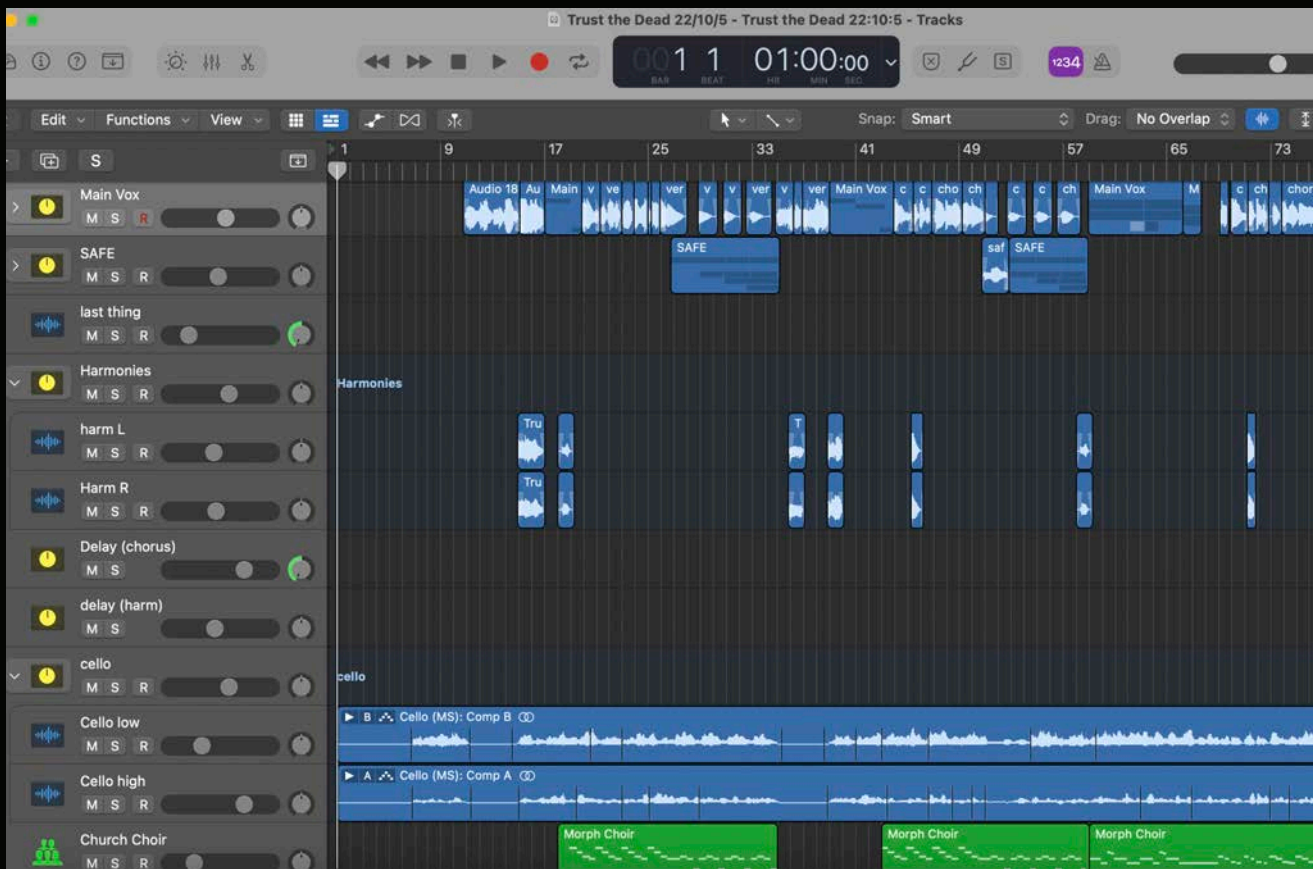 Trust the Dead 22/10/5 - Trust the Dead 22:10:5 - Tracks
001 1 01:00:00
BAR BEAT HR MIN SEC
S 1234
Edit Functions View Snap: Smart Drag: No Overlap
S 1 9 17 25 33 41 49 57 65 73
Main Vox
M S R
Audio 18 Au Main v ve ver v v ver v ver Main Vox c c cho ch c c ch Main Vox M c ch chor
SAFE
M S R
SAFE saf SAFE
last thing
M S R
Harmonies
M S R
Harmonies
harm L
M S R
Tru T
Harm R
M S R
Tru
Delay (chorus)
M S
delay (harm)
M S
cello
M S R
cello
Cello low
M S R
B Cello (MS): Comp B
Cello high
M S R
A Cello (MS): Comp A
Church Choir
M S R
Morph Choir Morph Choir Morph Choir